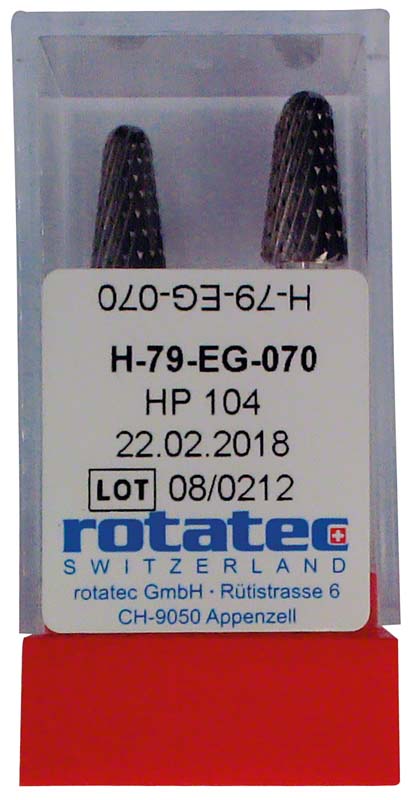 H-79-EG-070
H-79-EG-070
HP 104
22.02.2018
LOT 08/0212
rotatec
SWITZERLAND
rotatec GmbH · Rütistrasse 6
CH-9050 Appenzell